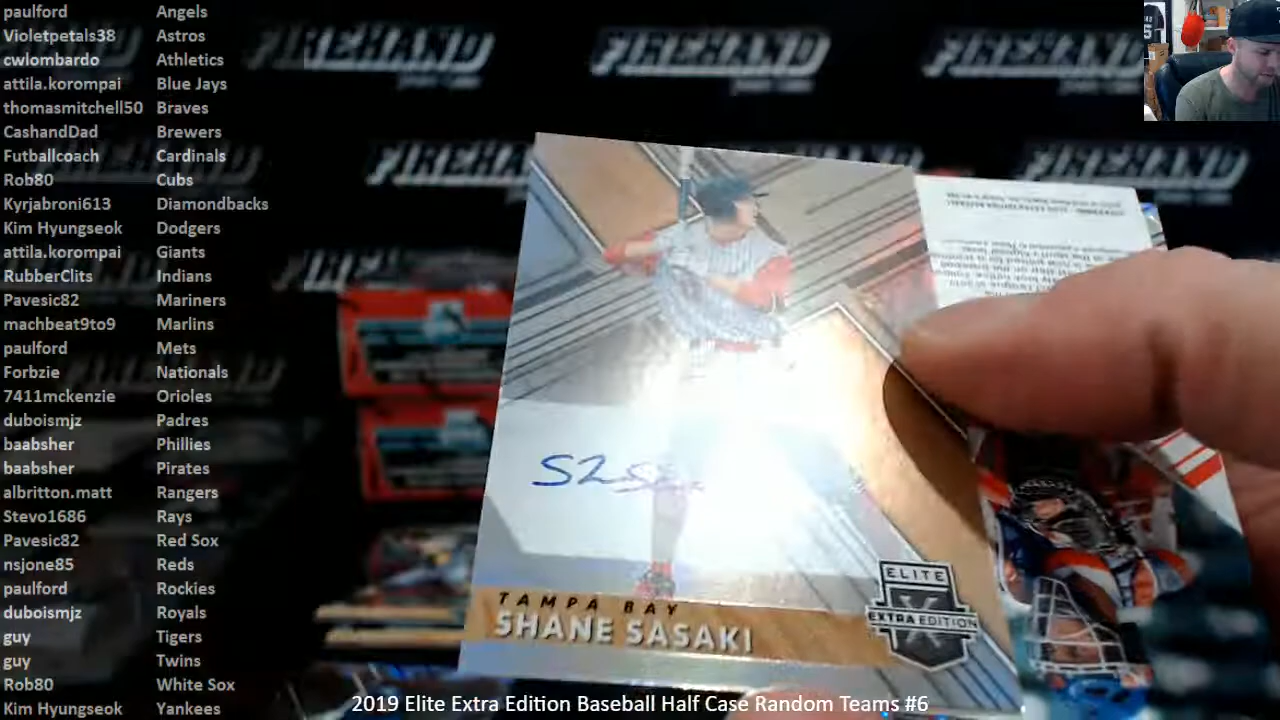 paulford Angels
Violetpetals38 Astros
cwlombardo Athletics
attila.korompai Blue Jays
thomasmitchell50 Braves
CashandDad Brewers
Futballcoach Cardinals
Rob80 Cubs
Kyrjabroni613 Diamondbacks
Kim Hyungseok Dodgers
attila.korompai Giants
RubberClits Indians
Pavesic82 Mariners
machbeat9to9 Marlins
paulford Mets
Forbzie Nationals
7411mckenzie Orioles
duboismjz Padres
baabsher Phillies
baabsher Pirates
albritton.matt Rangers
Stevo1686 Rays
Pavesic82 Red Sox
nsjone85 Reds
paulford Rockies
duboismjz Royals
guy Tigers
guy Twins
Rob80 White Sox
Kim Hyungseok Yankees
FIREHAND
FIREHAND
FIREHAND
FIREHAND
FIREHAND
TAMPA BAY
SHANE SASAKI
ELITE
X
EXTRA EDITION
2019 Elite Extra Edition Baseball Half Case Random Teams #6